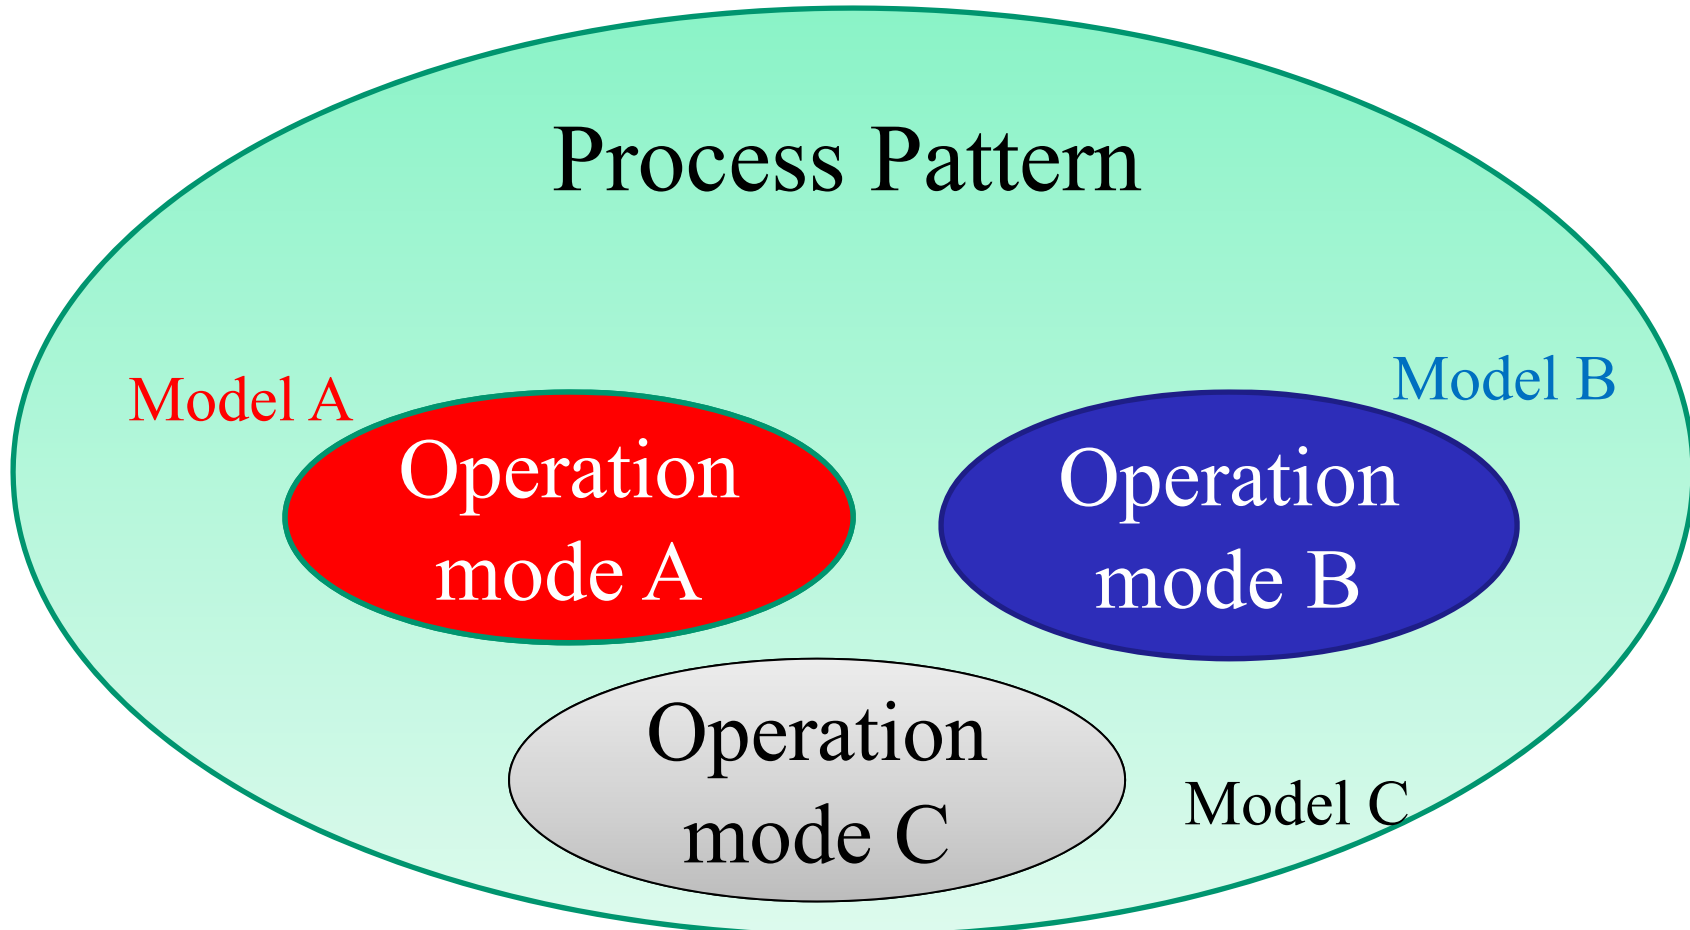 Process Pattern
Model A
Model B
Operation
mode A
Operation
mode B
Operation
mode C
Model C